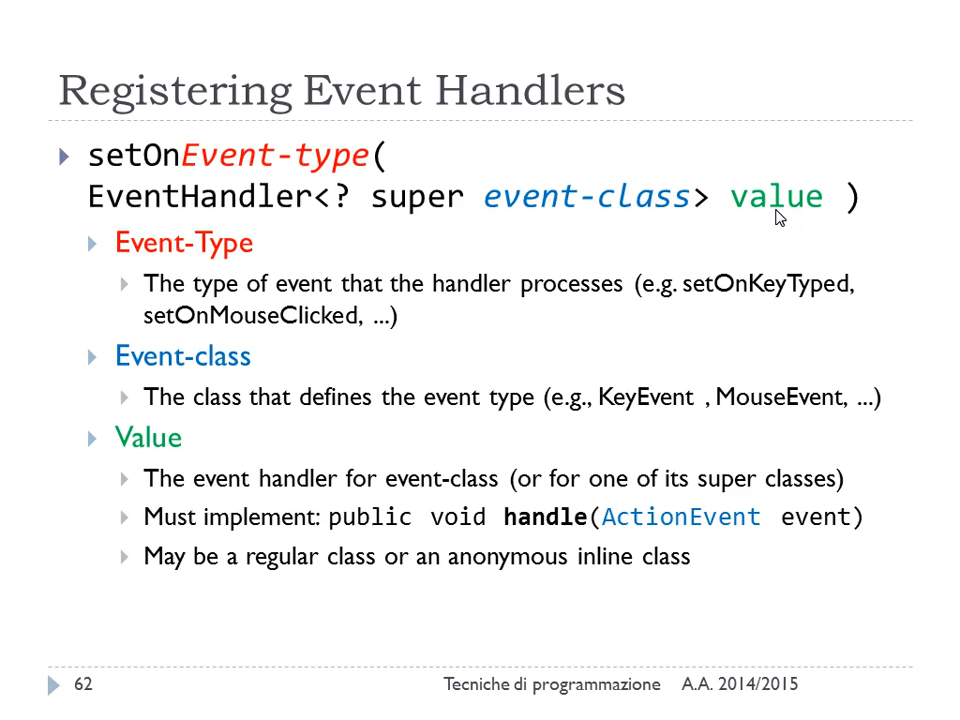 Registering Event Handlers
setOnEvent-type(
EventHandler<? super event-class> value )
Event-Type
The type of event that the handler processes (e.g. setOnKeyTyped,
setOnMouseClicked, ...)
Event-class
The class that defines the event type (e.g., KeyEvent , MouseEvent, ...)
Value
The event handler for event-class (or for one of its super classes)
Must implement: public void handle(ActionEvent event)
May be a regular class or an anonymous inline class
62 Tecniche di programmazione A.A. 2014/2015